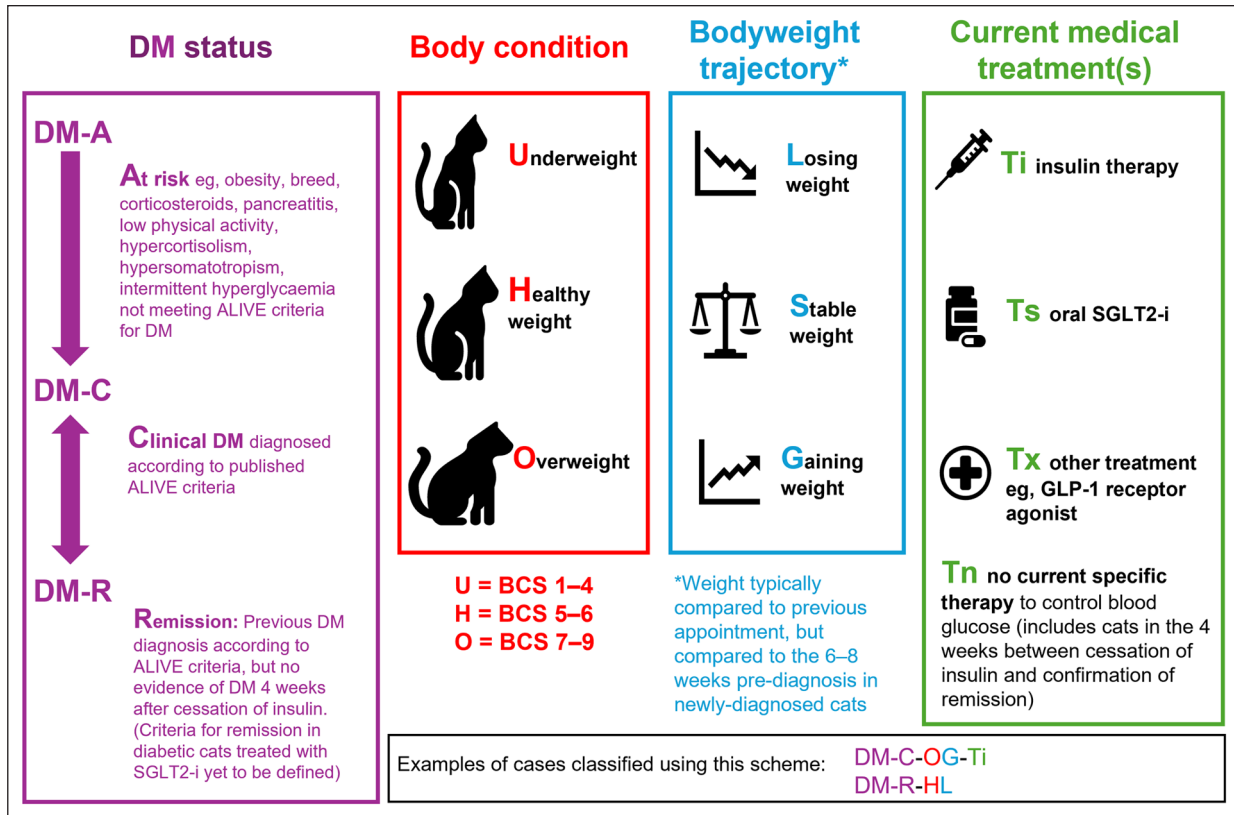 DM status
DM-A
At risk eg, obesity, breed,
corticosteroids, pancreatitis,
low physical activity,
hypercortisolism,
hypersomatotropism,
intermittent hyperglycaemia
not meeting ALIVE criteria
for DM
DM-C
Clinical DM diagnosed
according to published
ALIVE criteria
DM-R
Remission: Previous DM
diagnosis according to
ALIVE criteria, but no
evidence of DM 4 weeks
after cessation of insulin.
(Criteria for remission in
diabetic cats treated with
SGLT2-i yet to be defined)
Body condition
Underweight
Healthy
weight
Overweight
U = BCS 1–4
H = BCS 5–6
O = BCS 7–9
Bodyweight
trajectory*
Losing
weight
Stable
weight
Gaining
weight
*Weight typically
compared to previous
appointment, but
compared to the 6–8
weeks pre-diagnosis in
newly-diagnosed cats
Current medical
treatment(s)
Ti insulin therapy
Ts oral SGLT2-i
Tx other treatment
eg, GLP-1 receptor
agonist
Tn no current specific
therapy to control blood
glucose (includes cats in the 4
weeks between cessation of
insulin and confirmation of
remission)
Examples of cases classified using this scheme: DM-C-OG-Ti
DM-R-HL